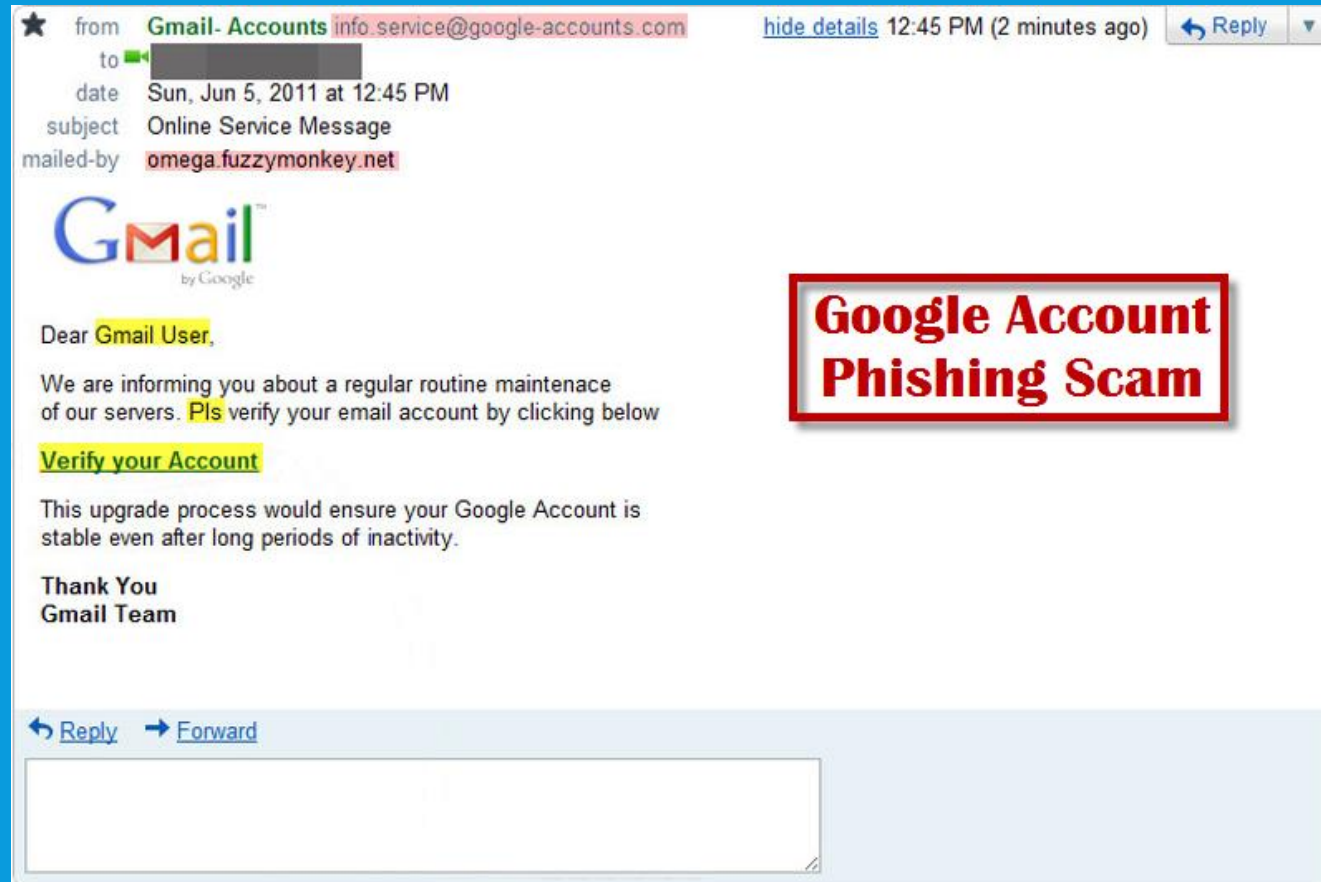 from Gmail- Accounts info.service@google-accounts.com hide details 12:45 PM (2 minutes ago) Reply
to
date Sun, Jun 5, 2011 at 12:45 PM
subject Online Service Message
mailed-by omega.fuzzymonkey.net
Gmail™
by Google
Google Account
Phishing Scam
Dear Gmail User,
We are informing you about a regular routine maintenace
of our servers. Pls verify your email account by clicking below
Verify your Account
This upgrade process would ensure your Google Account is
stable even after long periods of inactivity.
Thank You
Gmail Team
Reply Forward